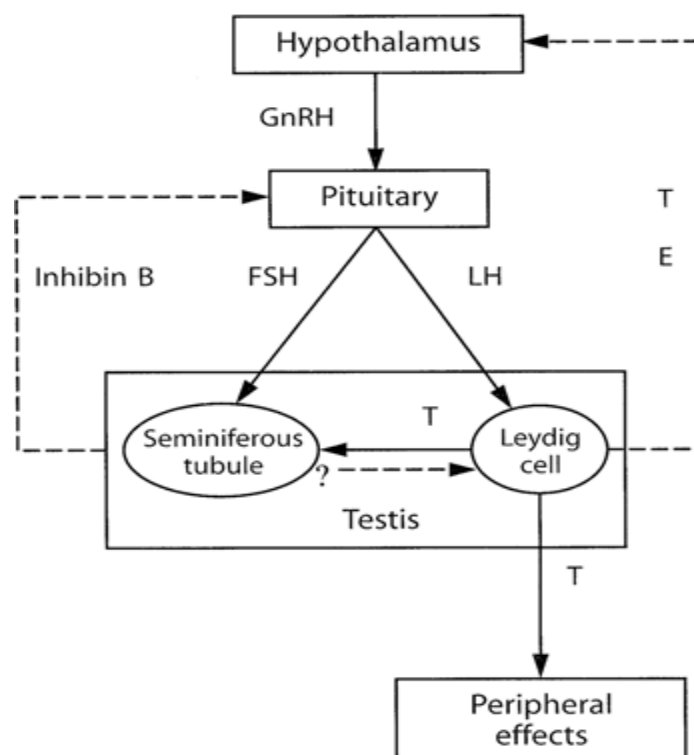 Hypothalamus
GnRH
Pituitary
T
E
Inhibin B
FSH
LH
T
Seminiferous
tubule
?
Leydig
cell
Testis
T
Peripheral
effects